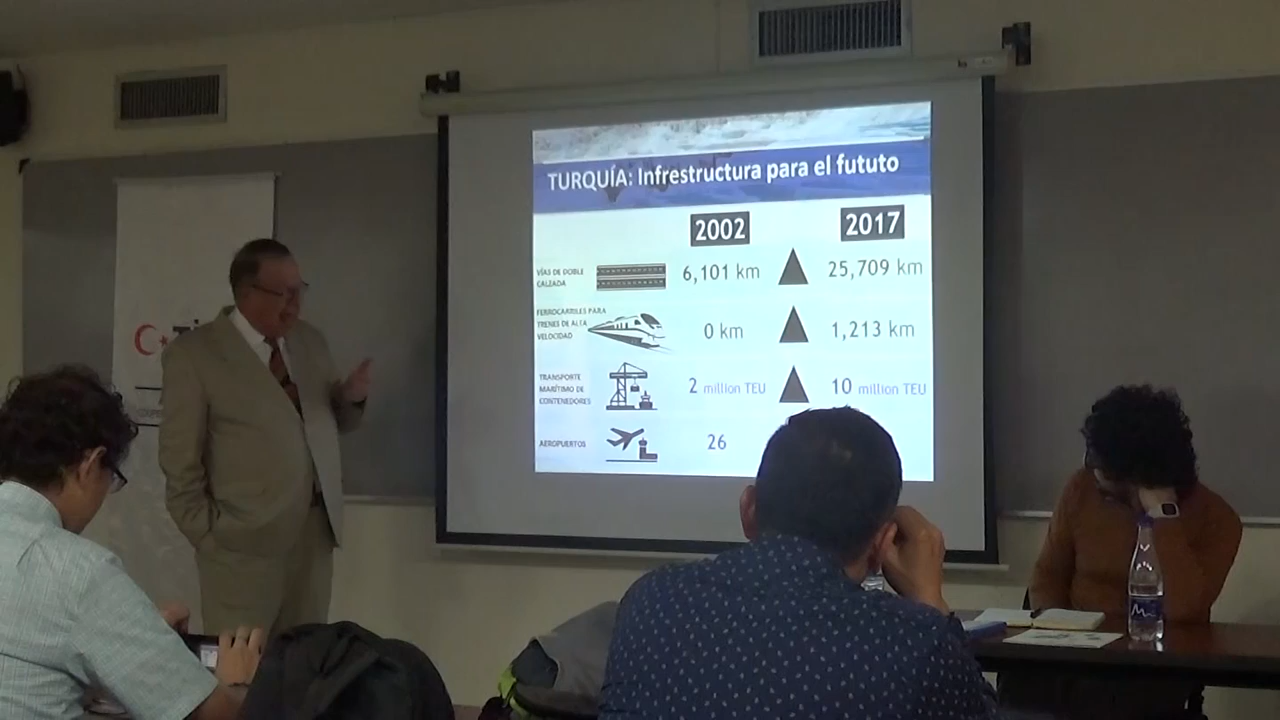 TURQUÍA: Infrestructura para el fututo
2002 2017
VÍAS DE DOBLE
CALZADA
6,101 km 25,709 km
FERROCARRILES PARA
TRENES DE ALTA
VELOCIDAD
0 km 1,213 km
TRANSPORTE
MARÍTIMO DE
CONTENEDORES
2 million TEU 10 million TEU
AEROPUERTOS
26